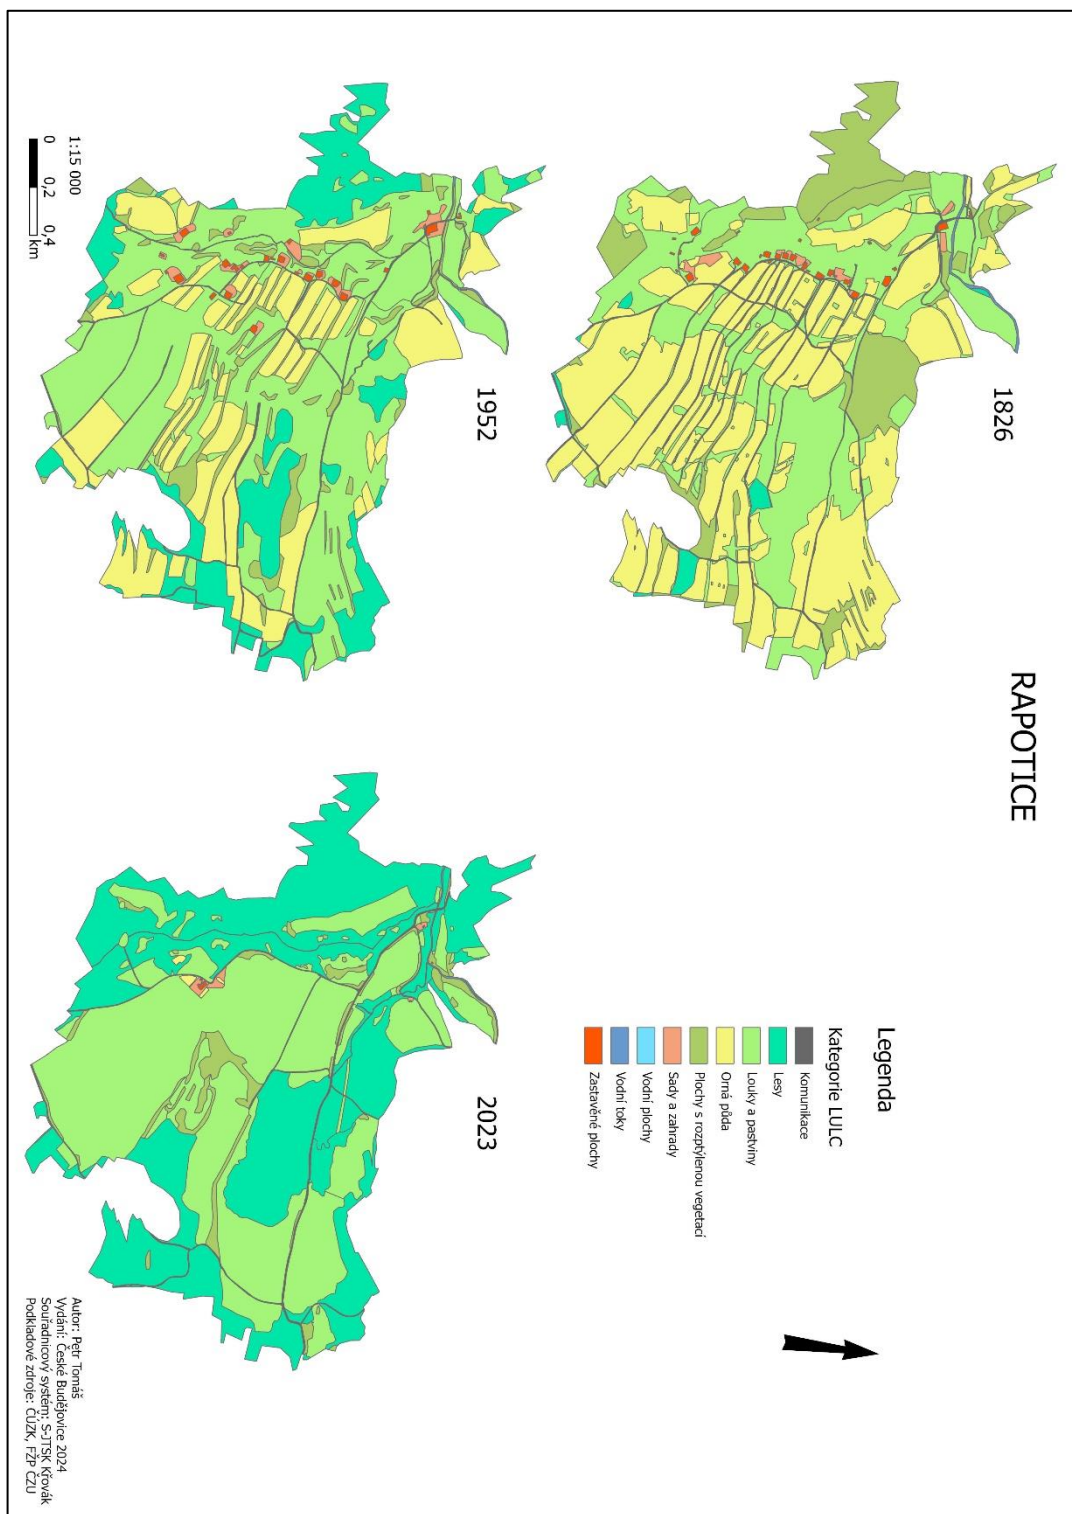 RAPOTICE
1826
1952
2023
Legenda
Kategorie LULC
Komunikace
Lesy
Louky a pastviny
Orná půda
Plochy s rozptýlenou vegetací
Sady a zahrady
Vodní plochy
Vodní toky
Zastavěné plochy
1:15 000
0 0,2 0,4
km
Autor: Petr Tomáš
Vydání: České Budějovice 2024
Souřadnicový systém: S-JTSK Křovák
Podkladové zdroje: ČÚZK, FŽP ČZU